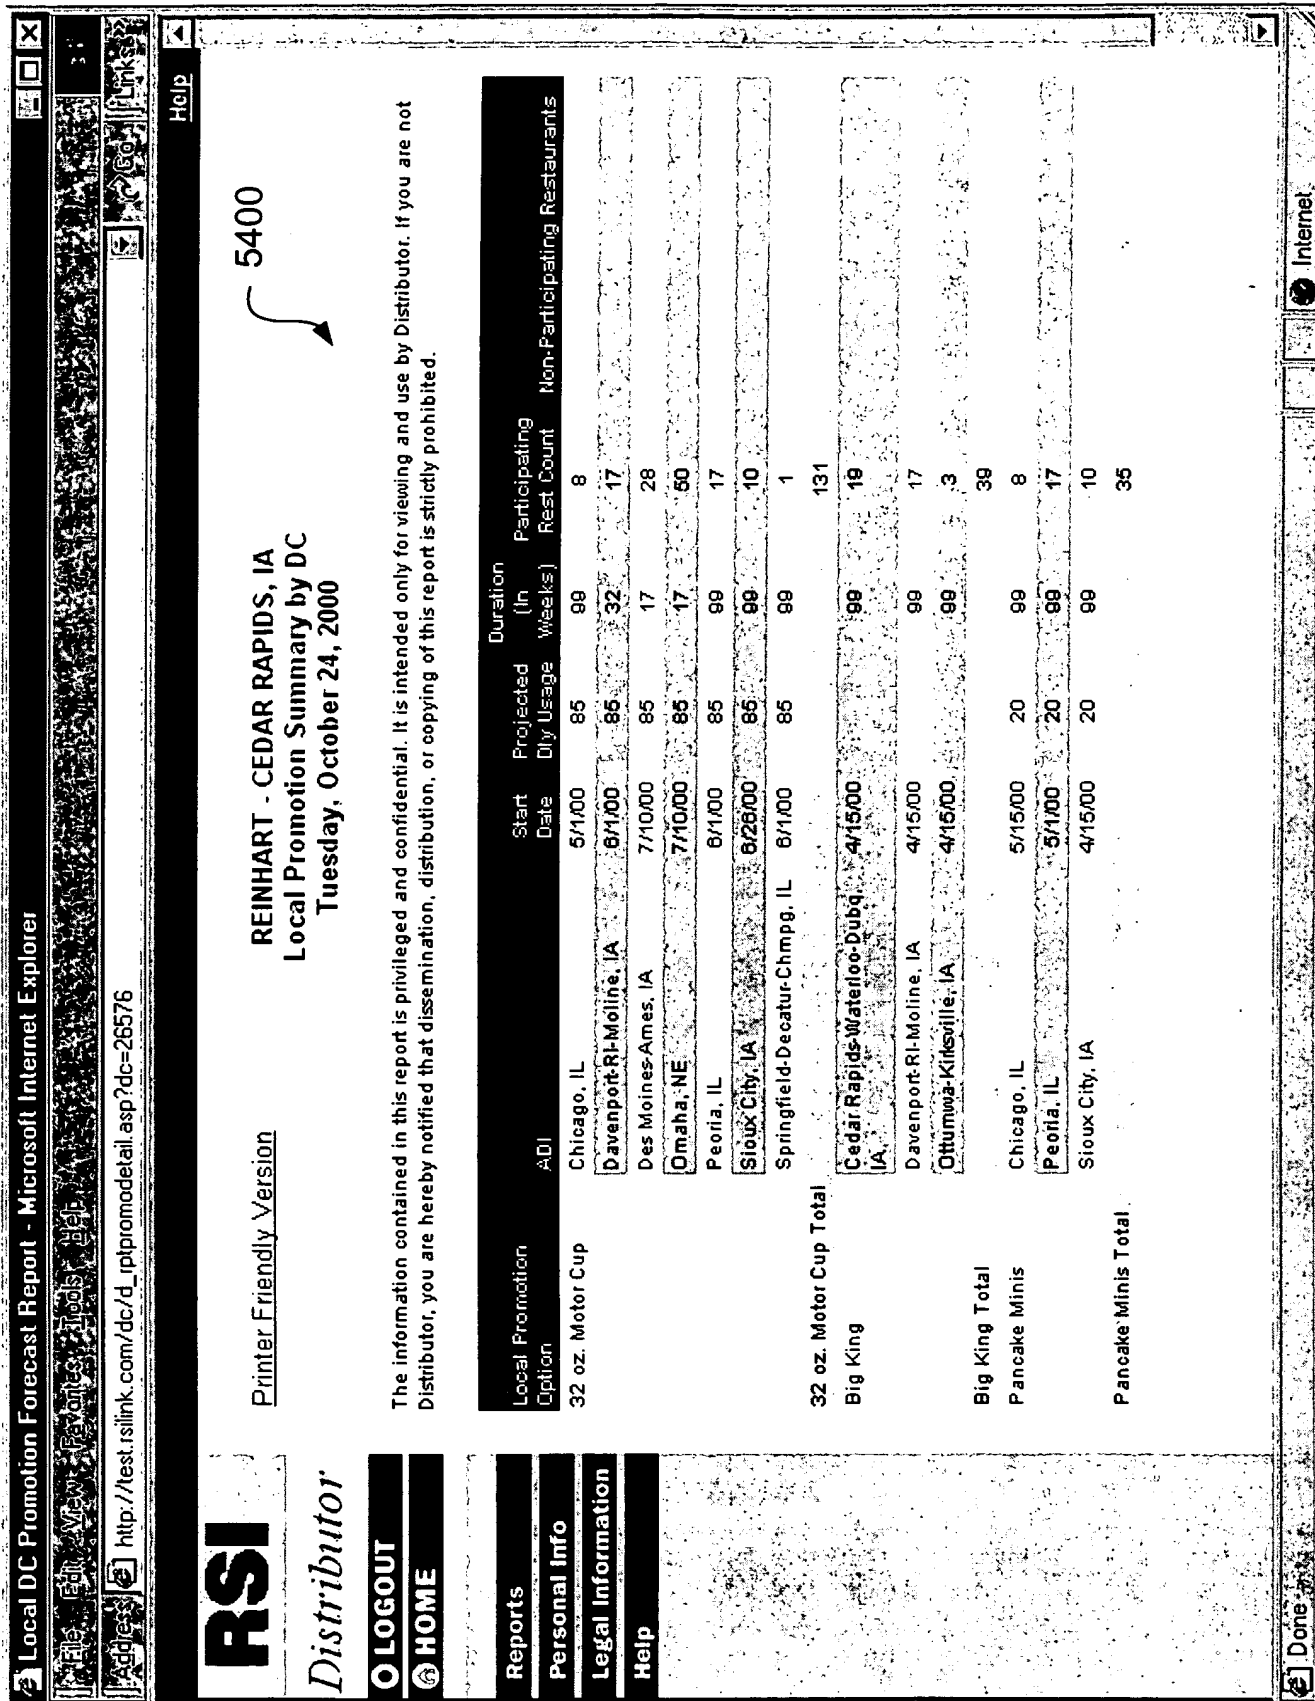 Local DC Promotion Forecast Report - Microsoft Internet Explorer
File Edit View Favorites Tools Help
Address http://test.rsilink.com/dc/d_rptpromodetail.asp?dc=26576 Go Links »
Help
RSI
Distributor
LOGOUT
HOME
Reports
Personal Info
Legal Information
Help
Printer Friendly Version
REINHART - CEDAR RAPIDS, IA
Local Promotion Summary by DC
Tuesday, October 24, 2000
5400
The information contained in this report is privileged and confidential. It is intended only for viewing and use by Distributor. If you are not
Distributor, you are hereby notified that dissemination, distribution, or copying of this report is strictly prohibited.
Local Promotion Option ADI Start Date Projected Dly Usage Duration (In Weeks) Participating Rest Count Non-Participating Restaurants
32 oz. Motor Cup Chicago, IL 5/1/00 85 99 8
Davenport-RI-Moline, IA 6/1/00 85 32 17
Des Moines-Ames, IA 7/10/00 85 17 28
Omaha, NE 7/10/00 85 17 50
Peoria, IL 6/1/00 85 99 17
Sioux City, IA 6/26/00 85 99 10
Springfield-Decatur-Chmpg, IL 6/1/00 85 99 1
32 oz. Motor Cup Total 131
Big King Cedar Rapids-Waterloo-Dubq, IA 4/15/00 99 19
Davenport-RI-Moline, IA 4/15/00 99 17
Ottumwa-Kirksville, IA 4/15/00 99 3
Big King Total 39
Pancake Minis Chicago, IL 5/15/00 20 99 8
Peoria, IL 5/1/00 20 99 17
Sioux City, IA 4/15/00 20 99 10
Pancake Minis Total 35
Done
Internet